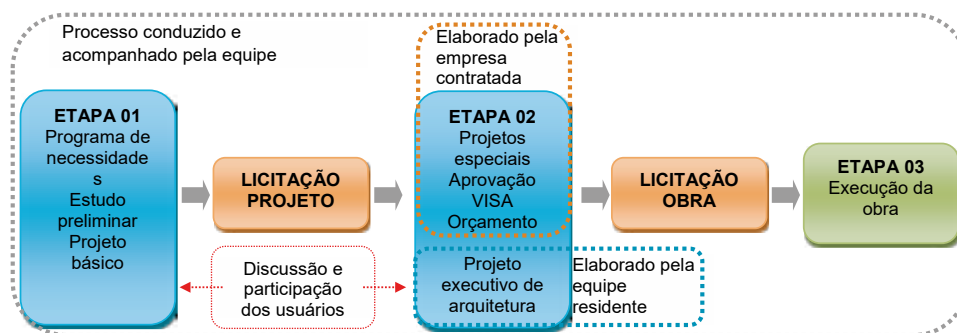 Processo conduzido e
acompanhado pela equipe
Elaborado pela
empresa
contratada
ETAPA 01
Programa de
necessidade
s
Estudo
preliminar
Projeto
básico
LICITAÇÃO
PROJETO
ETAPA 02
Projetos
especiais
Aprovação
VISA
Orçamento
LICITAÇÃO
OBRA
ETAPA 03
Execução da
obra
Discussão e
participação
dos usuários
Projeto
executivo de
arquitetura
Elaborado pela
equipe
residente